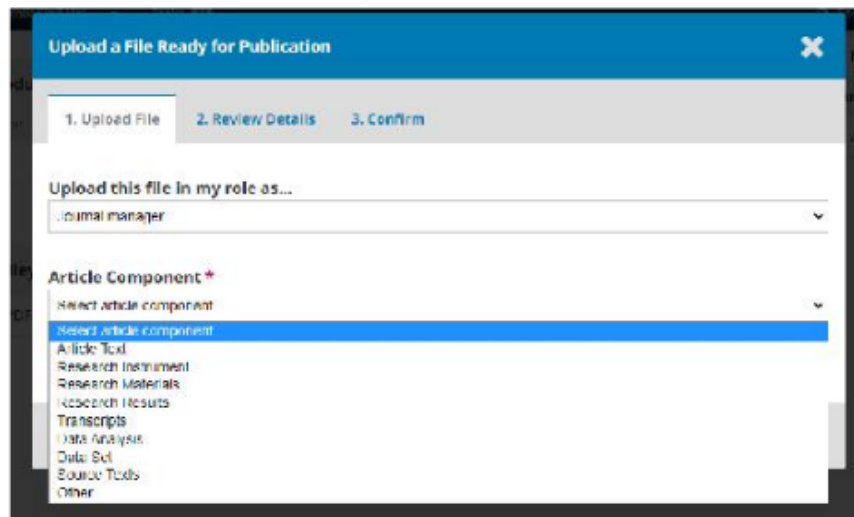 Upload a File Ready for Publication
1. Upload File 2. Review Details 3. Confirm
Upload this file in my role as...
Journal manager
Article Component *
Select article component
Select article component
Article Text
Research Instrument
Research Materials
Research Results
Transcripts
Data Analysis
Data Set
Source Texts
Other